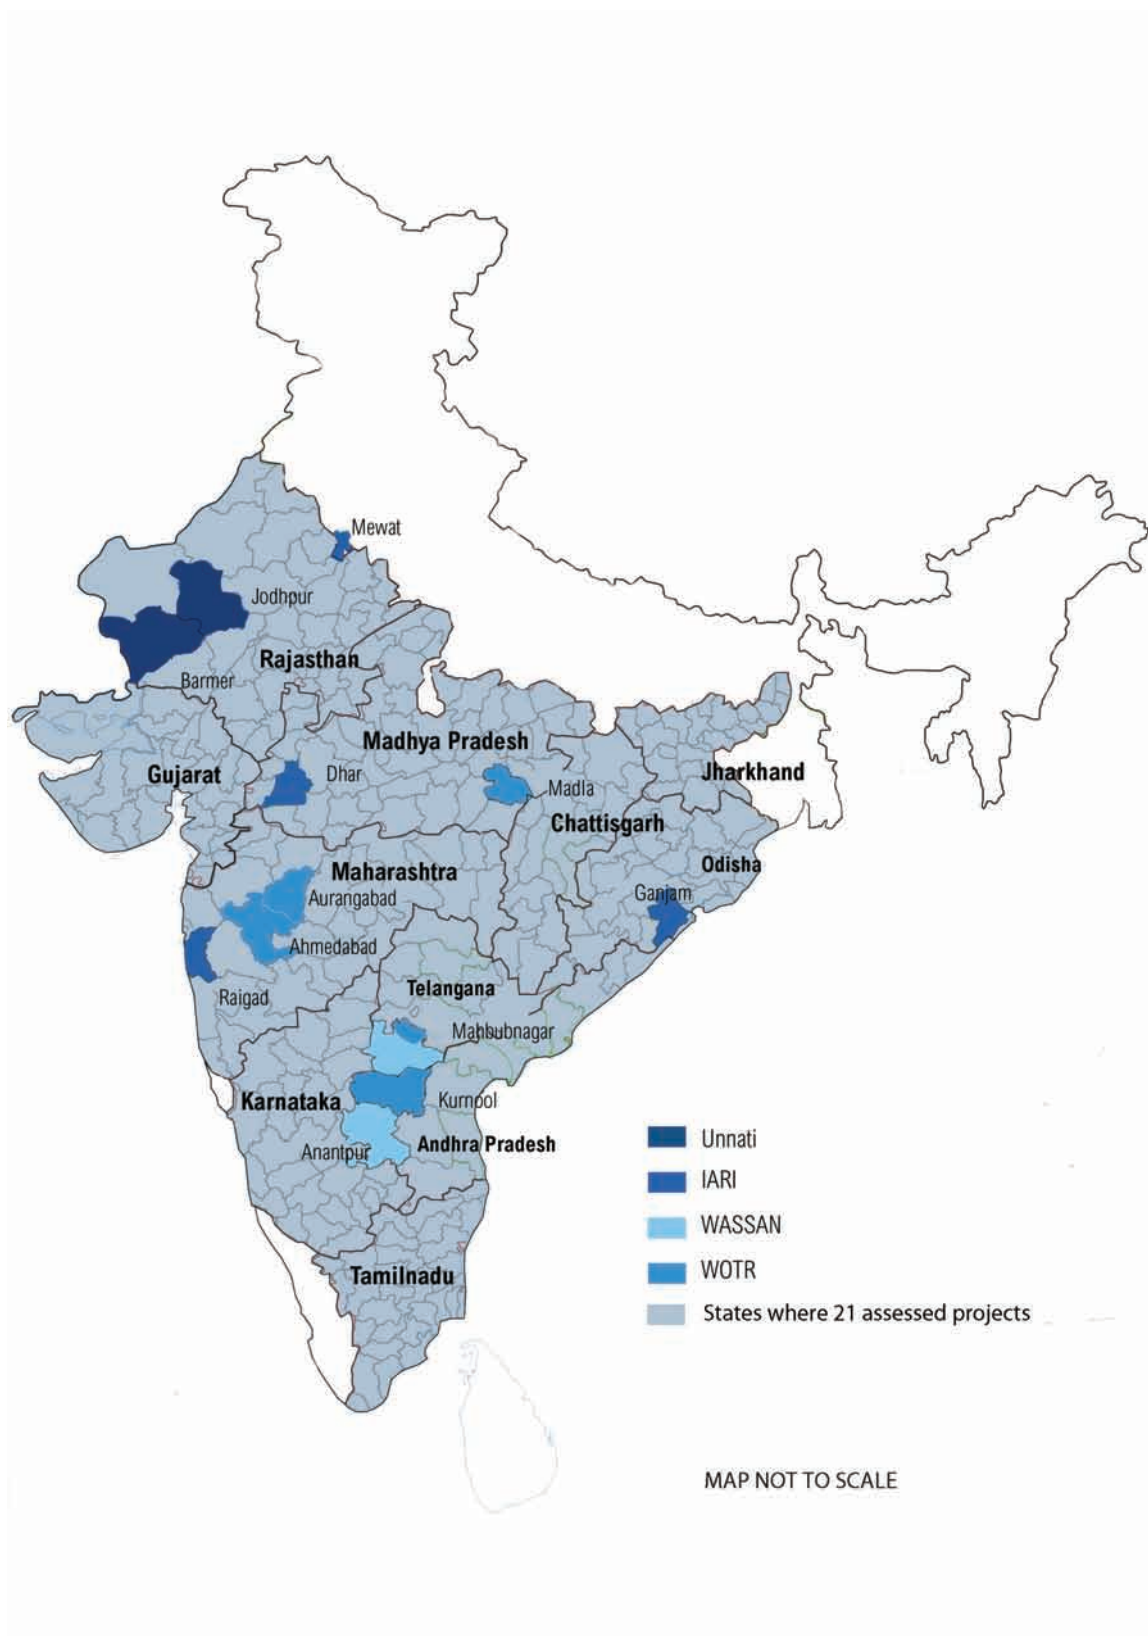 Mewat
Jodhpur
Rajasthan
Barmer
Madhya Pradesh
Gujarat
Dhar
Jharkhand
Madla
Chattisgarh
Odisha
Maharashtra
Aurangabad
Ganjam
Ahmedabad
Raigad
Telangana
Mahbubnagar
Karnataka
Kurnool
Andhra Pradesh
Anantpur
Tamilnadu
Unnati
IARI
WASSAN
WOTR
States where 21 assessed projects
MAP NOT TO SCALE